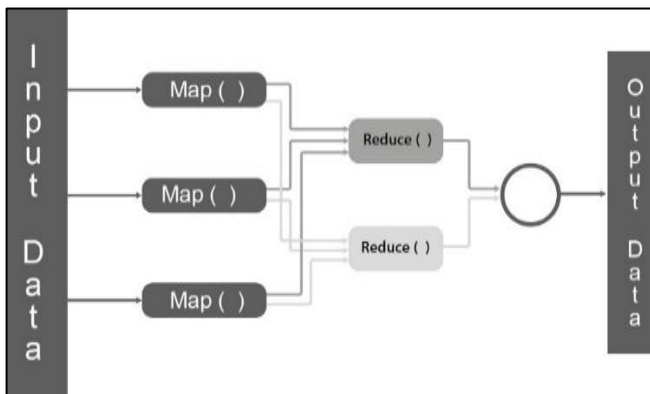 Input Data
Map ( )
Map ( )
Map ( )
Reduce ( )
Reduce ( )
Output Data